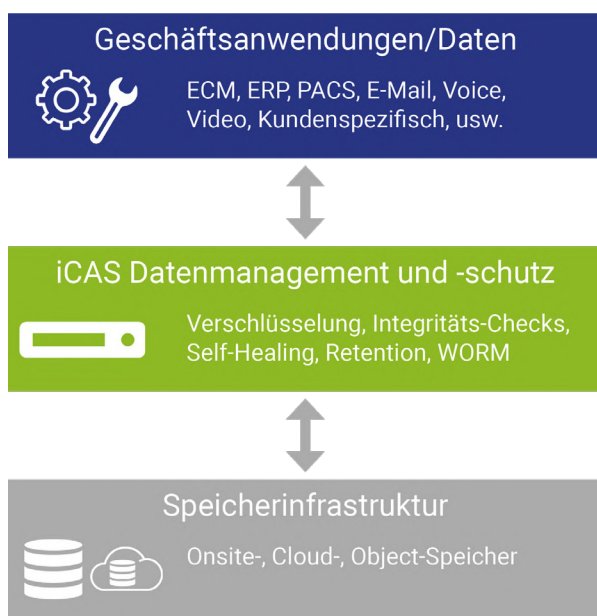 Geschäftsanwendungen/Daten
ECM, ERP, PACS, E-Mail, Voice,
Video, Kundenspezifisch, usw.
iCAS Datenmanagement und -schutz
Verschlüsselung, Integritäts-Checks,
Self-Healing, Retention, WORM
Speicherinfrastruktur
Onsite-, Cloud-, Object-Speicher